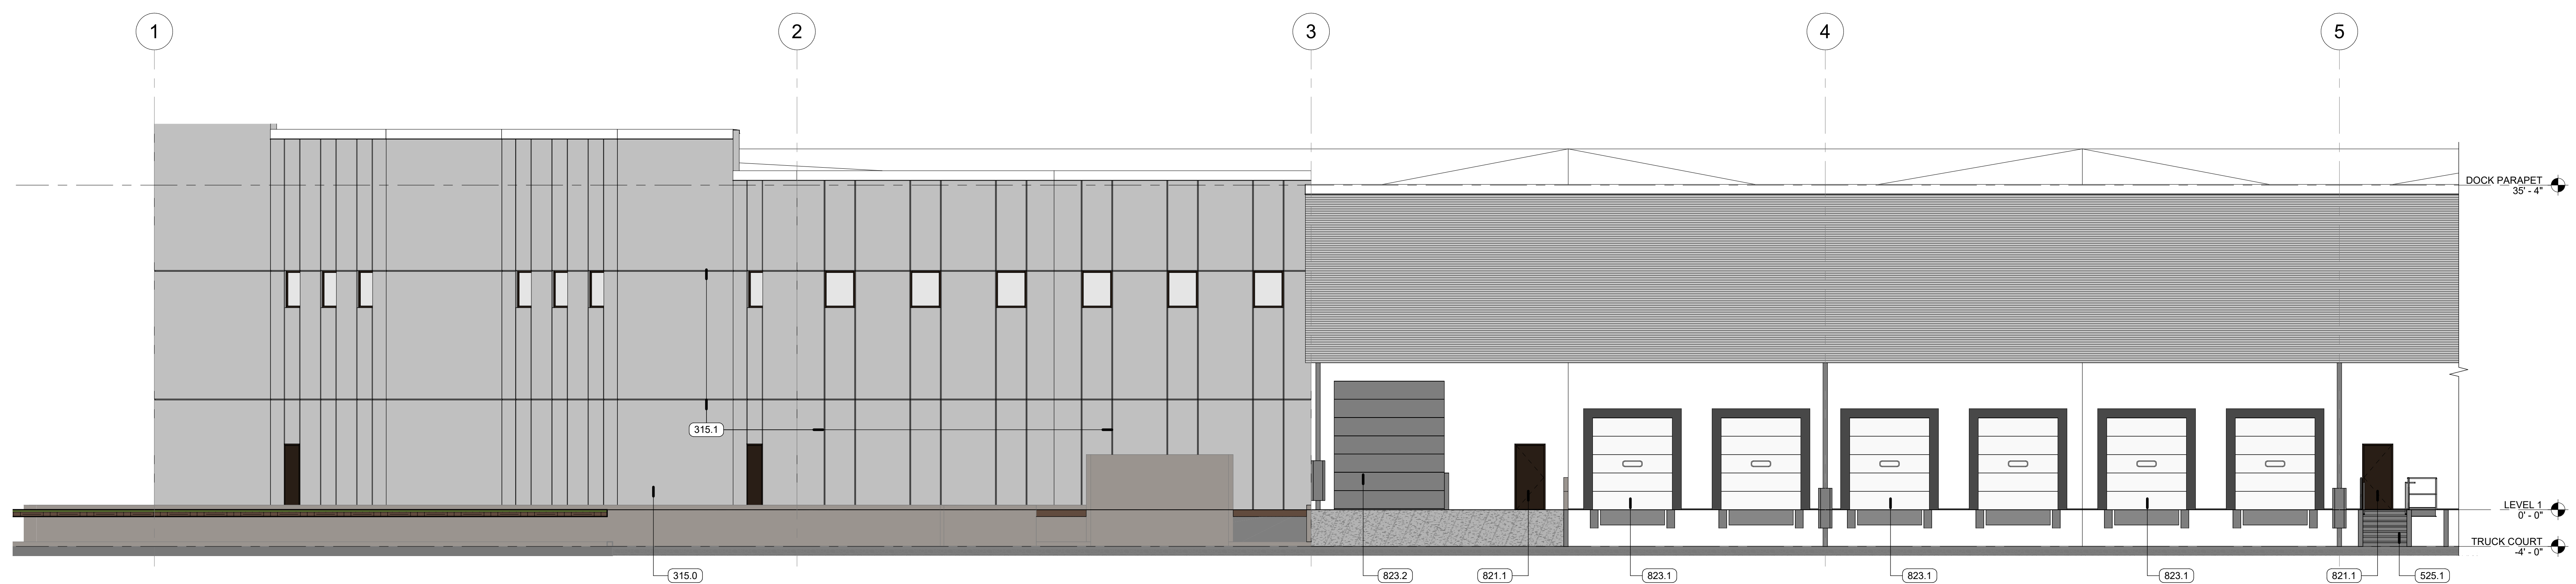 1 2 3 4 5
DOCK PARAPET
35' - 4"
315.1
LEVEL 1
0' - 0"
TRUCK COURT
-4' - 0"
315.0 823.2 821.1 823.1 823.1 823.1 821.1 525.1